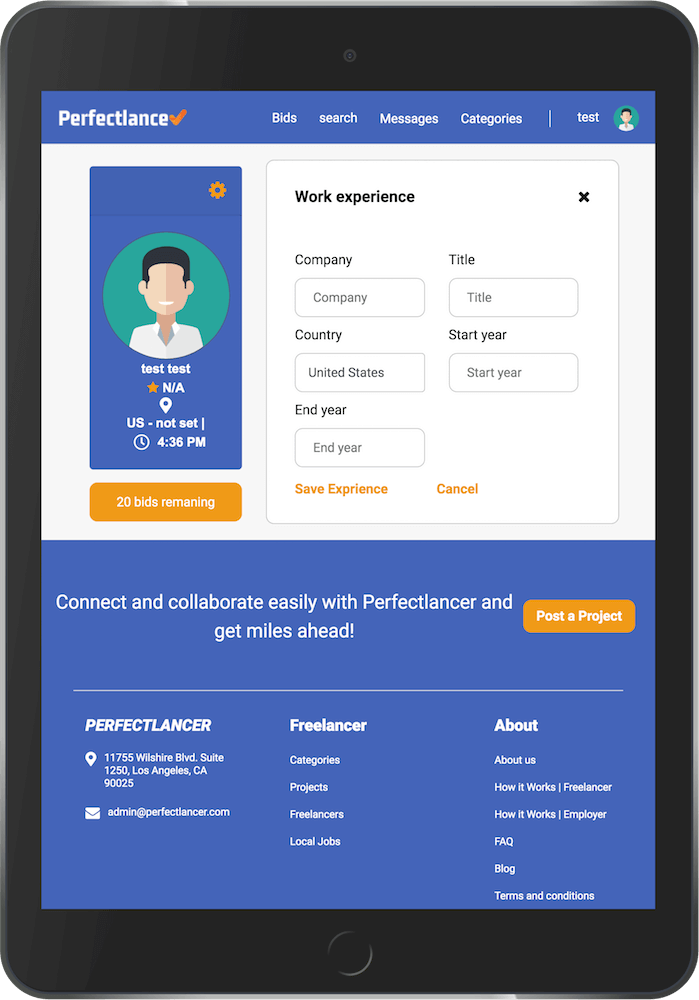 Perfectlance
Bids search Messages Categories | test
Work experience
Company Title
Company Title
Country Start year
United States Start year
End year
End year
Save Exprience Cancel
test test
N/A
US - not set |
4:36 PM
20 bids remaning
Connect and collaborate easily with Perfectlancer and
get miles ahead!
Post a Project
PERFECTLANCER
11755 Wilshire Blvd. Suite
1250, Los Angeles, CA
90025
admin@perfectlancer.com
Freelancer
Categories
Projects
Freelancers
Local Jobs
About
About us
How it Works | Freelancer
How it Works | Employer
FAQ
Blog
Terms and conditions